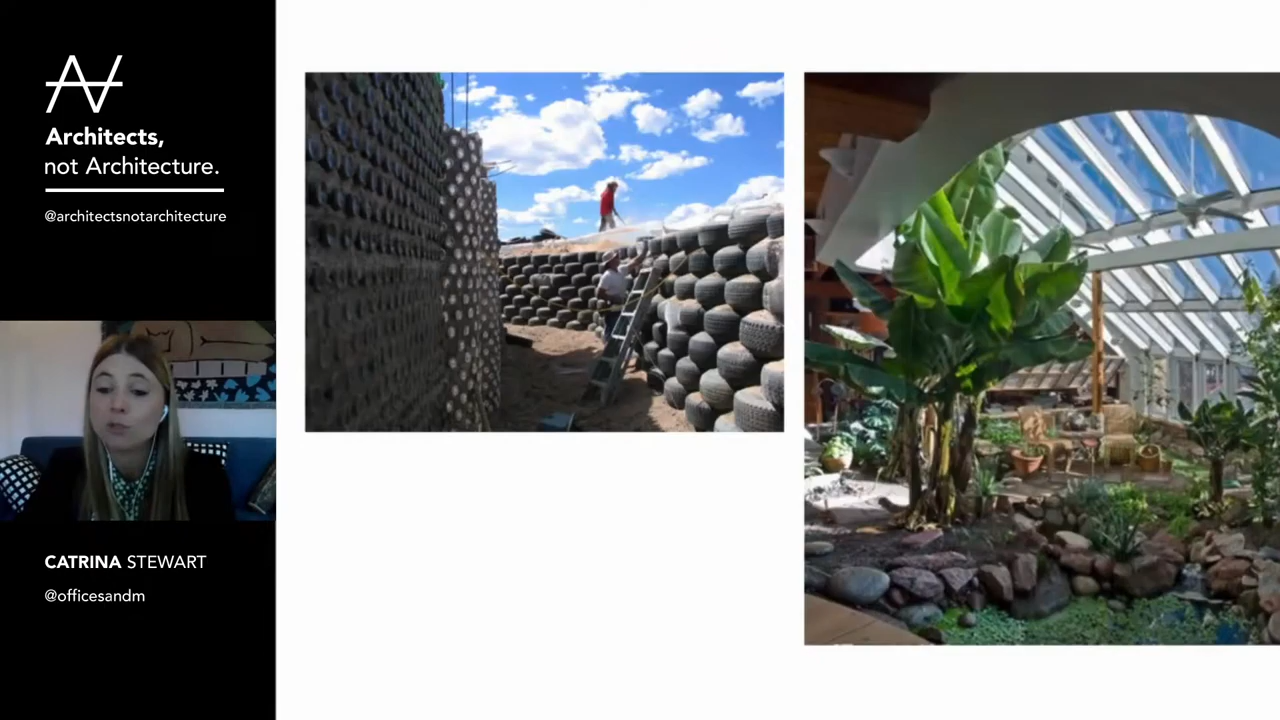 Architects,
not Architecture.
@architectsnotarchitecture
CATRINA STEWART
@officesandm